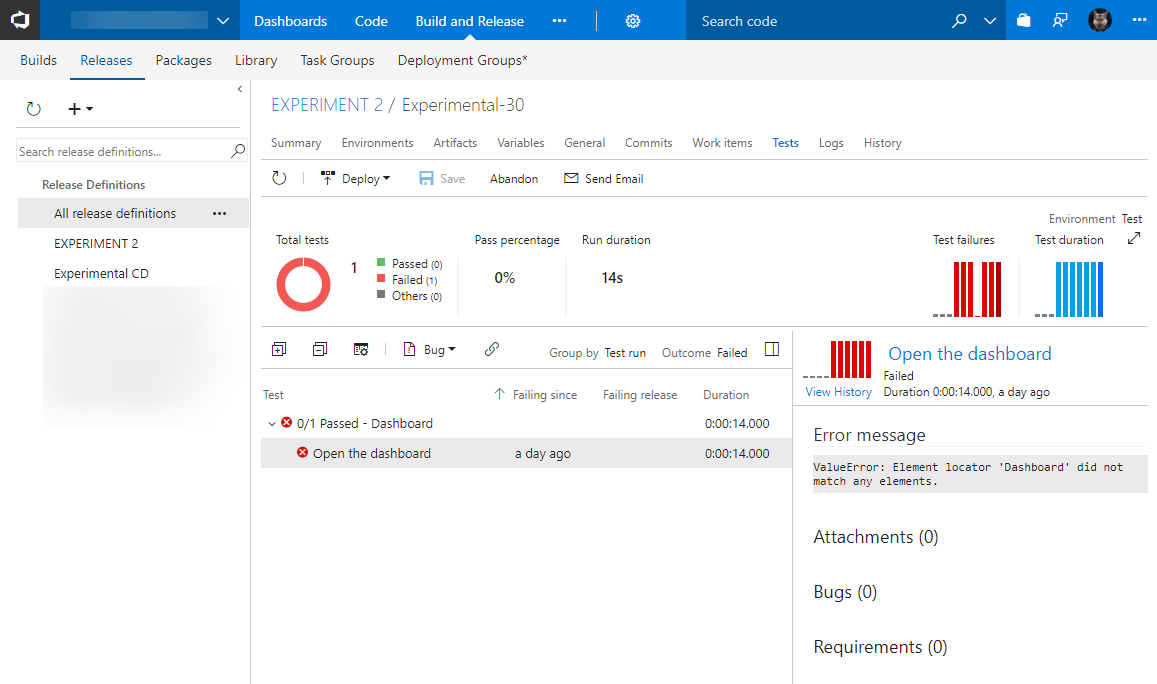 Dashboards Code Build and Release ••• Search code •••
Builds Releases Packages Library Task Groups Deployment Groups*
EXPERIMENT 2 / Experimental-30
Search release definitions...
Release Definitions
All release definitions •••
EXPERIMENT 2
Experimental CD
Summary Environments Artifacts Variables General Commits Work items Tests Logs History
Deploy Save Abandon Send Email
Environment Test
Total tests Pass percentage Run duration Test failures Test duration
1
Passed (0)
Failed (1)
Others (0)
0% 14s
Bug Group by Test run Outcome Failed
Test Failing since Failing release Duration
0/1 Passed - Dashboard 0:00:14.000
Open the dashboard a day ago 0:00:14.000
Open the dashboard
Failed
View History Duration 0:00:14.000, a day ago
Error message
ValueError: Element locator 'Dashboard' did not
match any elements.
Attachments (0)
Bugs (0)
Requirements (0)